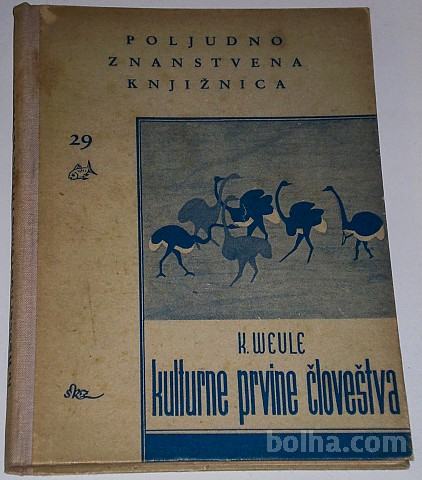 POLJUDNO
ZNANSTVENA
KNJIŽNICA
29
K. WEULE
kulturne prvine človeštva
bolha.com